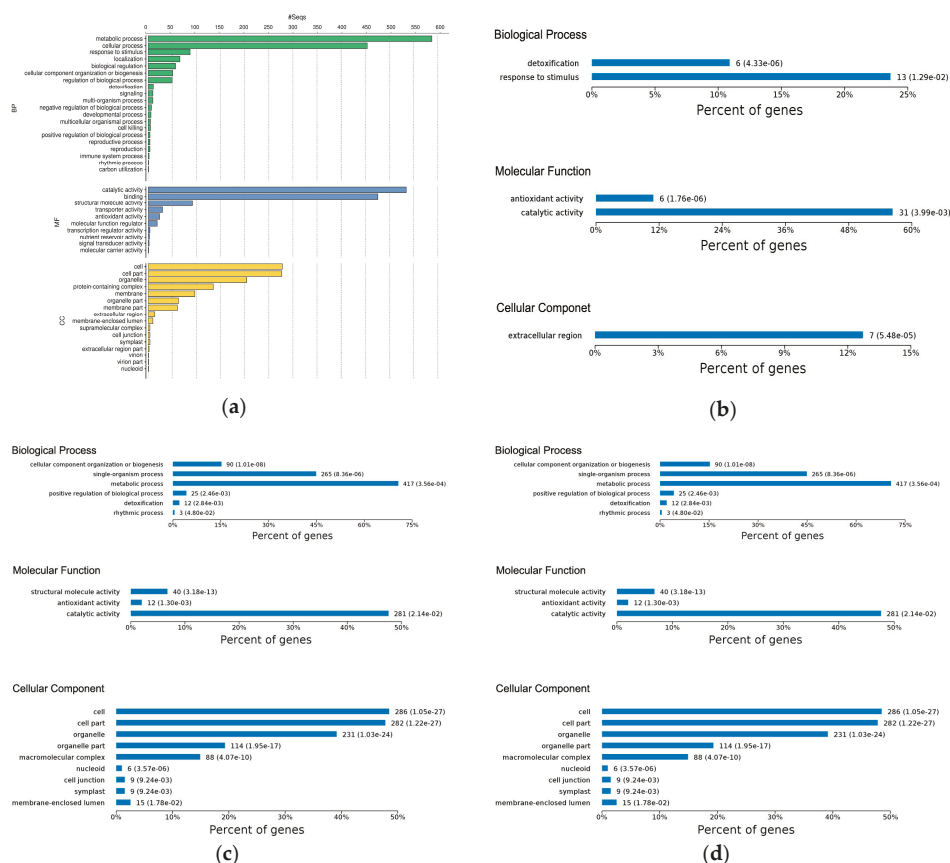 #Seqs
0 50 100 150 200 250 300 350 400 450 500 550 600
BP
metabolic process
cellular process
response to stimulus
localization
biological regulation
cellular component organization or biogenesis
regulation of biological process
detoxification
signaling
multi-organism process
negative regulation of biological process
developmental process
multicellular organismal process
cell killing
positive regulation of biological process
reproductive process
reproduction
immune system process
rhythmic process
carbon utilization
MF
catalytic activity
binding
structural molecule activity
transporter activity
antioxidant activity
molecular function regulator
transcription regulator activity
nutrient reservoir activity
signal transducer activity
molecular carrier activity
CC
cell
cell part
organelle
protein-containing complex
membrane
organelle part
membrane part
extracellular region
membrane-enclosed lumen
supramolecular complex
cell junction
symplast
extracellular region part
virion
virion part
nucleoid
(a)
Biological Process
detoxification 6 (4.33e-06)
response to stimulus 13 (1.29e-02)
0% 5% 10% 15% 20% 25%
Percent of genes
Molecular Function
antioxidant activity 6 (1.76e-06)
catalytic activity 31 (3.99e-03)
0% 12% 24% 36% 48% 60%
Percent of genes
Cellular Componet
extracellular region 7 (5.48e-05)
0% 3% 6% 9% 12% 15%
Percent of genes
(b)
Biological Process
cellular component organization or biogenesis 90 (1.01e-08)
single-organism process 265 (8.36e-06)
metabolic process 417 (3.56e-04)
positive regulation of biological process 25 (2.46e-03)
detoxification 12 (2.84e-03)
rhythmic process 3 (4.80e-02)
0% 15% 30% 45% 60% 75%
Percent of genes
Molecular Function
structural molecule activity 40 (3.18e-13)
antioxidant activity 12 (1.30e-03)
catalytic activity 281 (2.14e-02)
0% 10% 20% 30% 40% 50%
Percent of genes
Cellular Component
cell 286 (1.05e-27)
cell part 282 (1.22e-27)
organelle 231 (1.03e-24)
organelle part 114 (1.95e-17)
macromolecular complex 88 (4.07e-10)
nucleoid 6 (3.57e-06)
cell junction 9 (9.24e-03)
symplast 9 (9.24e-03)
membrane-enclosed lumen 15 (1.78e-02)
0% 10% 20% 30% 40% 50%
Percent of genes
(c)
Biological Process
cellular component organization or biogenesis 90 (1.01e-08)
single-organism process 265 (8.36e-06)
metabolic process 417 (3.56e-04)
positive regulation of biological process 25 (2.46e-03)
detoxification 12 (2.84e-03)
rhythmic process 3 (4.80e-02)
0% 15% 30% 45% 60% 75%
Percent of genes
Molecular Function
structural molecule activity 40 (3.18e-13)
antioxidant activity 12 (1.30e-03)
catalytic activity 281 (2.14e-02)
0% 10% 20% 30% 40% 50%
Percent of genes
Cellular Component
cell 286 (1.05e-27)
cell part 282 (1.22e-27)
organelle 231 (1.03e-24)
organelle part 114 (1.95e-17)
macromolecular complex 88 (4.07e-10)
nucleoid 6 (3.57e-06)
cell junction 9 (9.24e-03)
symplast 9 (9.24e-03)
membrane-enclosed lumen 15 (1.78e-02)
0% 10% 20% 30% 40% 50%
Percent of genes
(d)